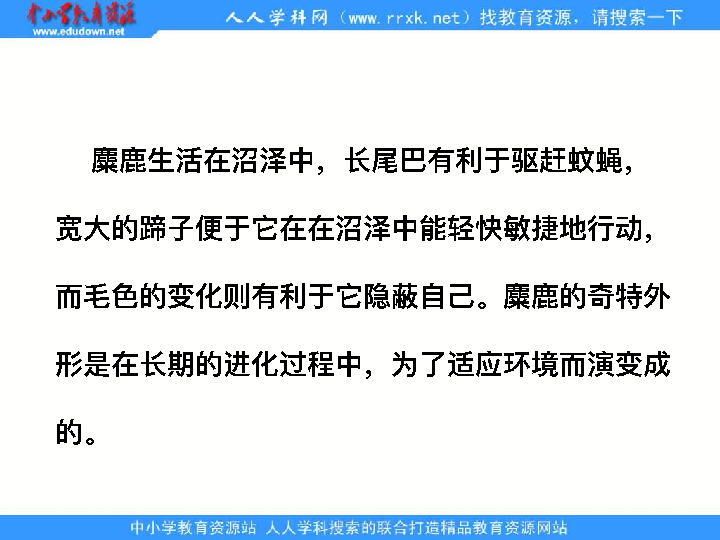 中小学教育资源
www.edudown.net
人人学科网（www.rrxk.net）找教育资源，请搜索一下
麋鹿生活在沼泽中，长尾巴有利于驱赶蚊蝇，
宽大的蹄子便于它在在沼泽中能轻快敏捷地行动，
而毛色的变化则有利于它隐蔽自己。麋鹿的奇特外
形是在长期的进化过程中，为了适应环境而演变成
的。
中小学教育资源站 人人学科搜索的联合打造精品教育资源网站